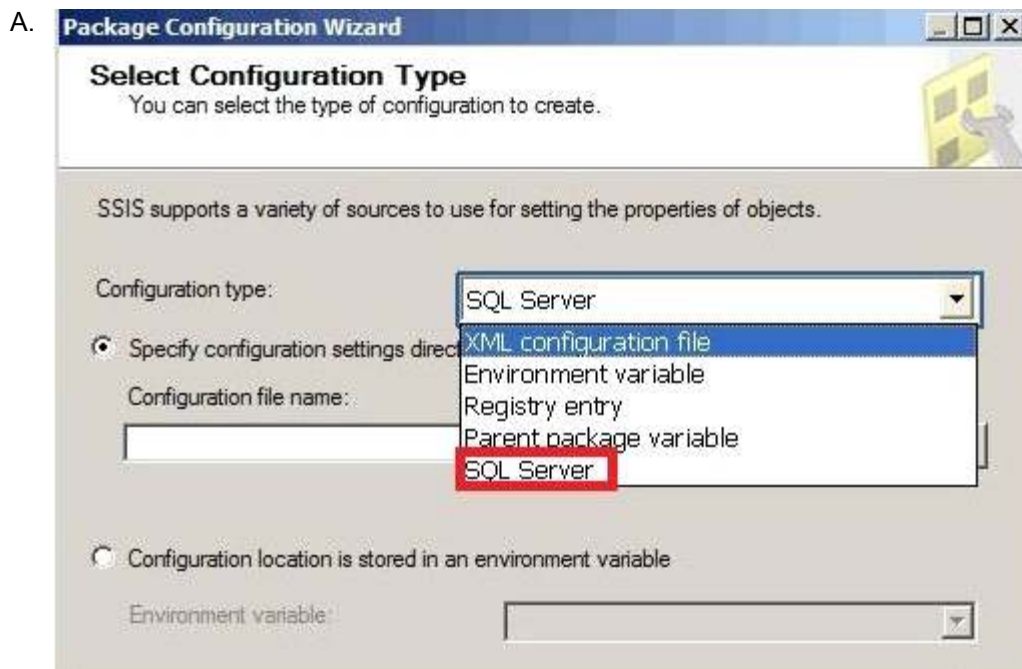 A.
Package Configuration Wizard
Select Configuration Type
You can select the type of configuration to create.
SSIS supports a variety of sources to use for setting the properties of objects.
Configuration type:
SQL Server
XML configuration file
Environment variable
Registry entry
Parent package variable
SQL Server
Specify configuration settings direc
Configuration file name:
Configuration location is stored in an environment variable
Environment variable: